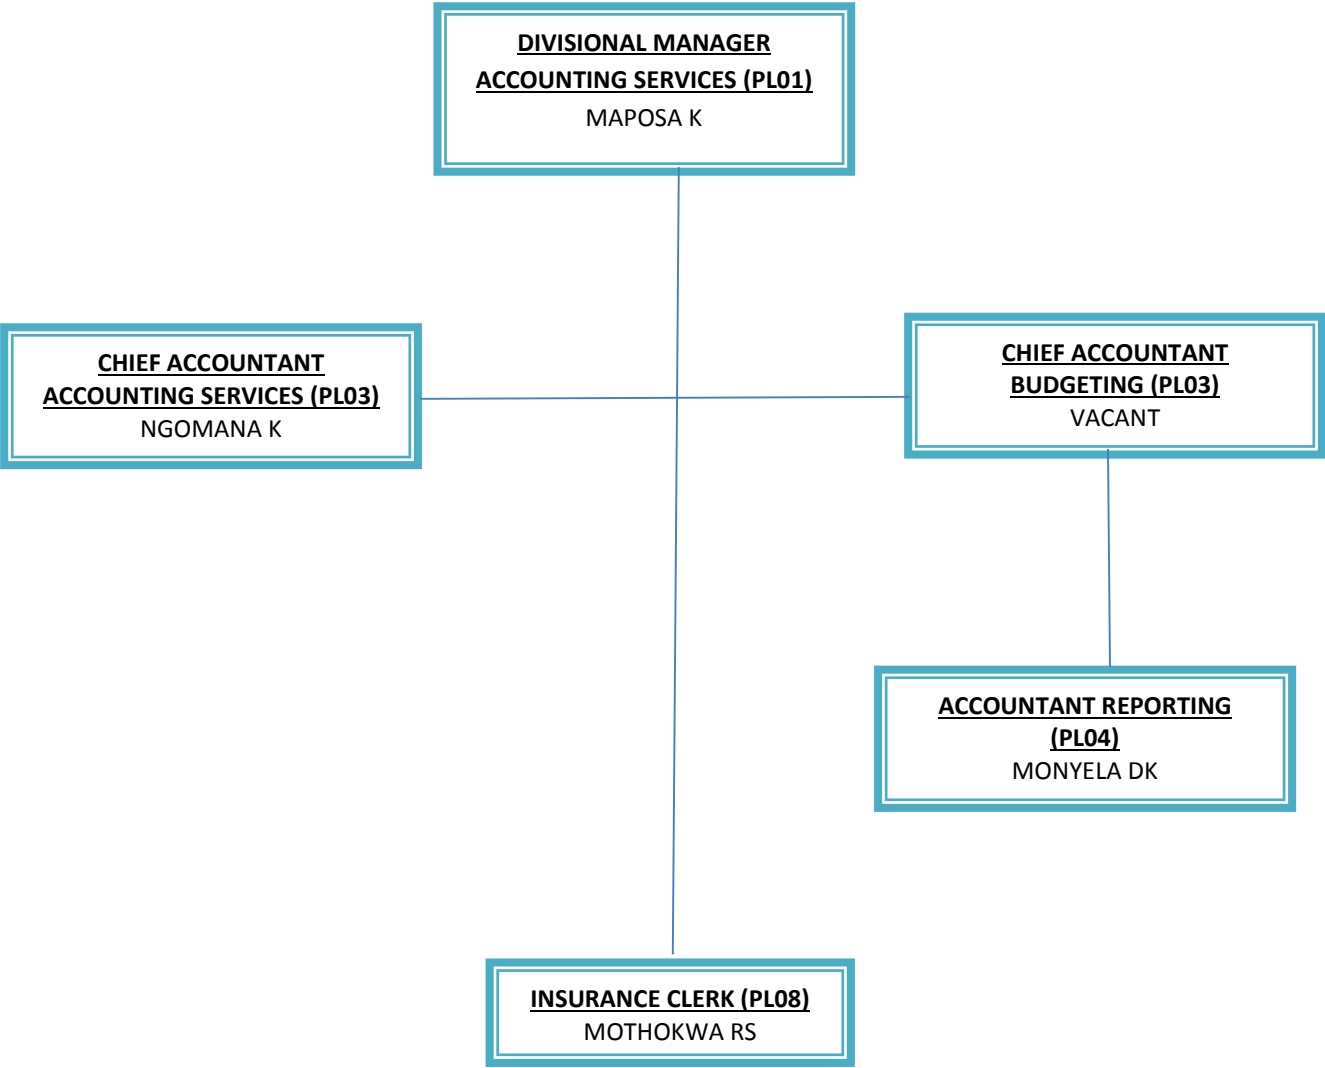 DIVISIONAL MANAGER
ACCOUNTING SERVICES (PL01)
MAPOSA K
CHIEF ACCOUNTANT
ACCOUNTING SERVICES (PL03)
NGOMANA K
CHIEF ACCOUNTANT
BUDGETING (PL03)
VACANT
ACCOUNTANT REPORTING
(PL04)
MONYELA DK
INSURANCE CLERK (PL08)
MOTHOKWA RS